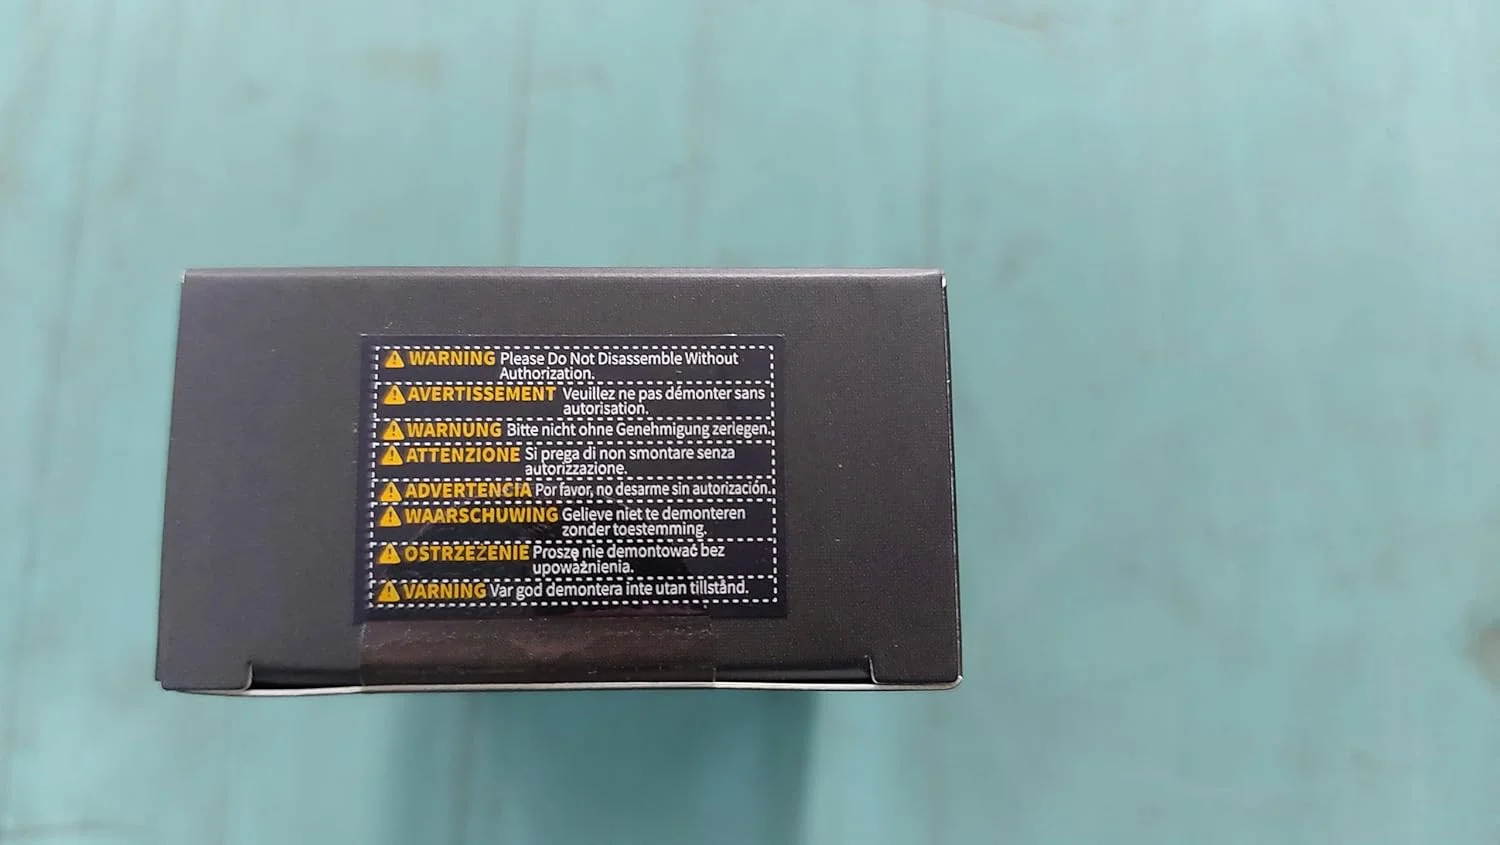 WARNING Please Do Not Disassemble Without
Authorization.
AVERTISSEMENT Veuillez ne pas démonter sans
autorisation.
WARNUNG Bitte nicht ohne Genehmigung zerlegen.
ATTENZIONE Si prega di non smontare senza
autorizzazione.
ADVERTENCIA Por favor, no desarme sin autorización.
WAARSCHUWING Gelieve niet te demonteren
zonder toestemming.
OSTRZEŻENIE Proszę nie demontować bez
upoważnienia.
VARNING Var god demontera inte utan tillstånd.